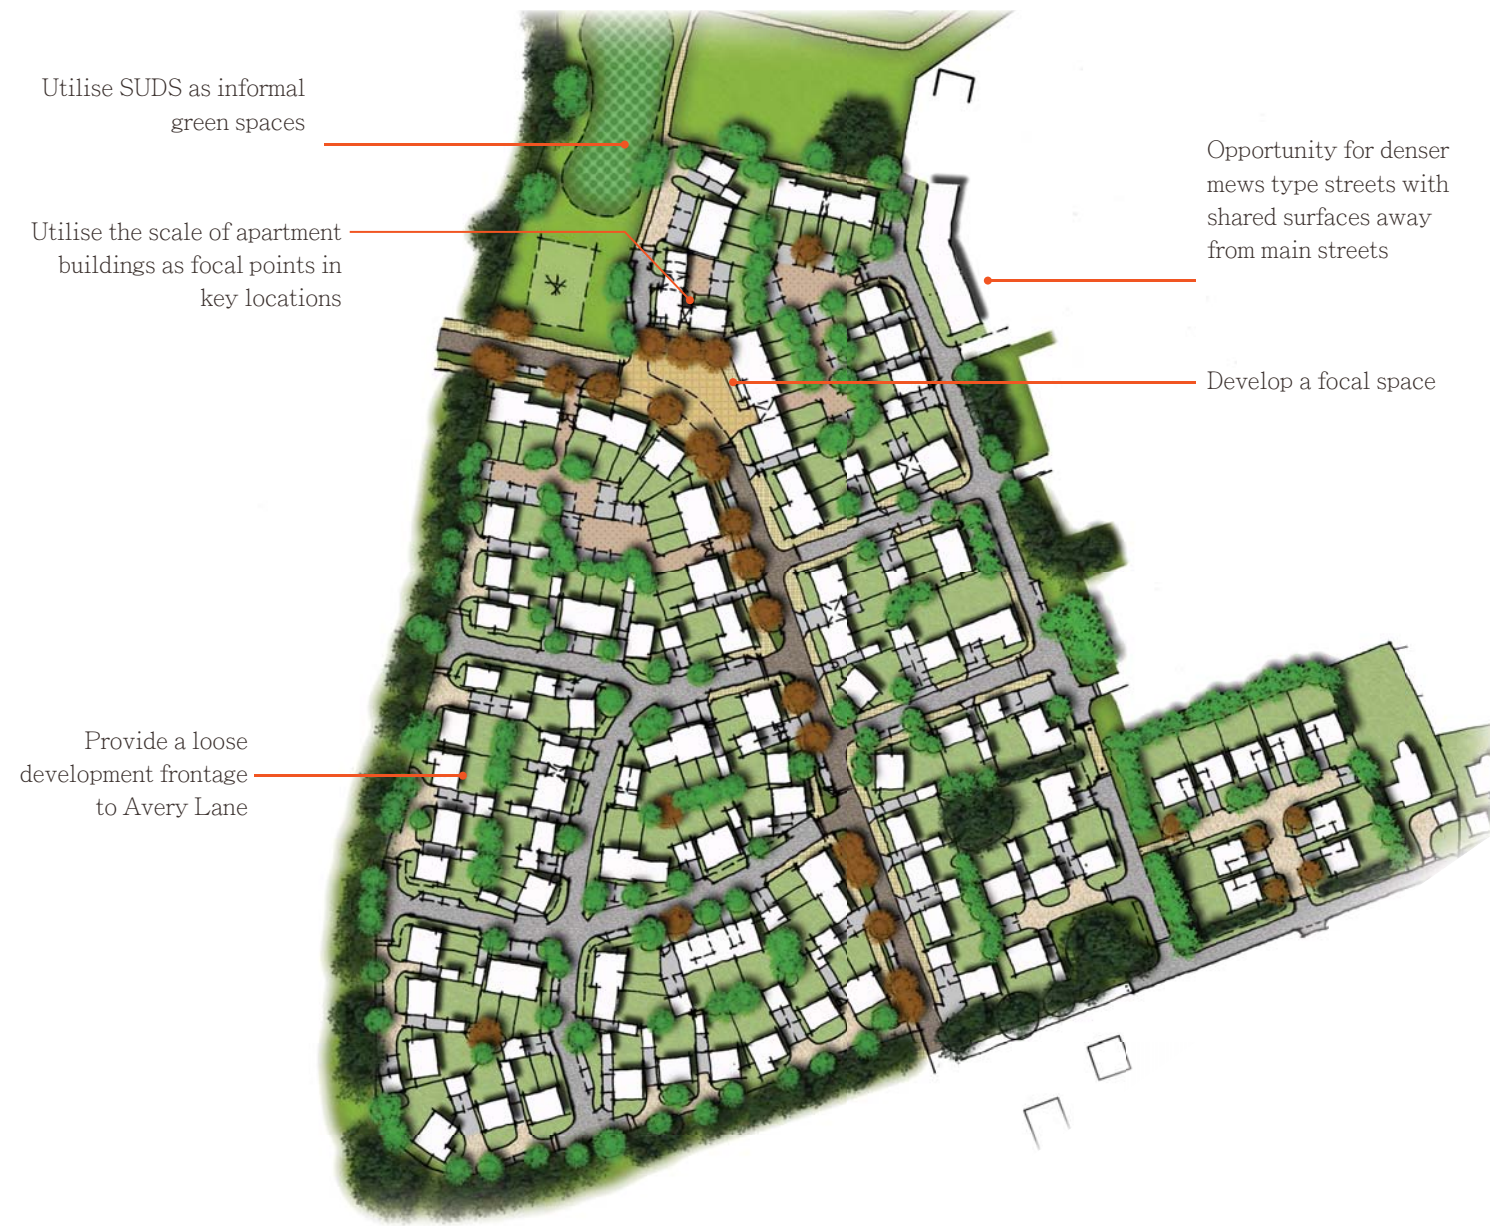 Utilise SUDS as informal
green spaces
Utilise the scale of apartment
buildings as focal points in
key locations
Provide a loose
development frontage
to Avery Lane
Opportunity for denser
mews type streets with
shared surfaces away
from main streets
Develop a focal space